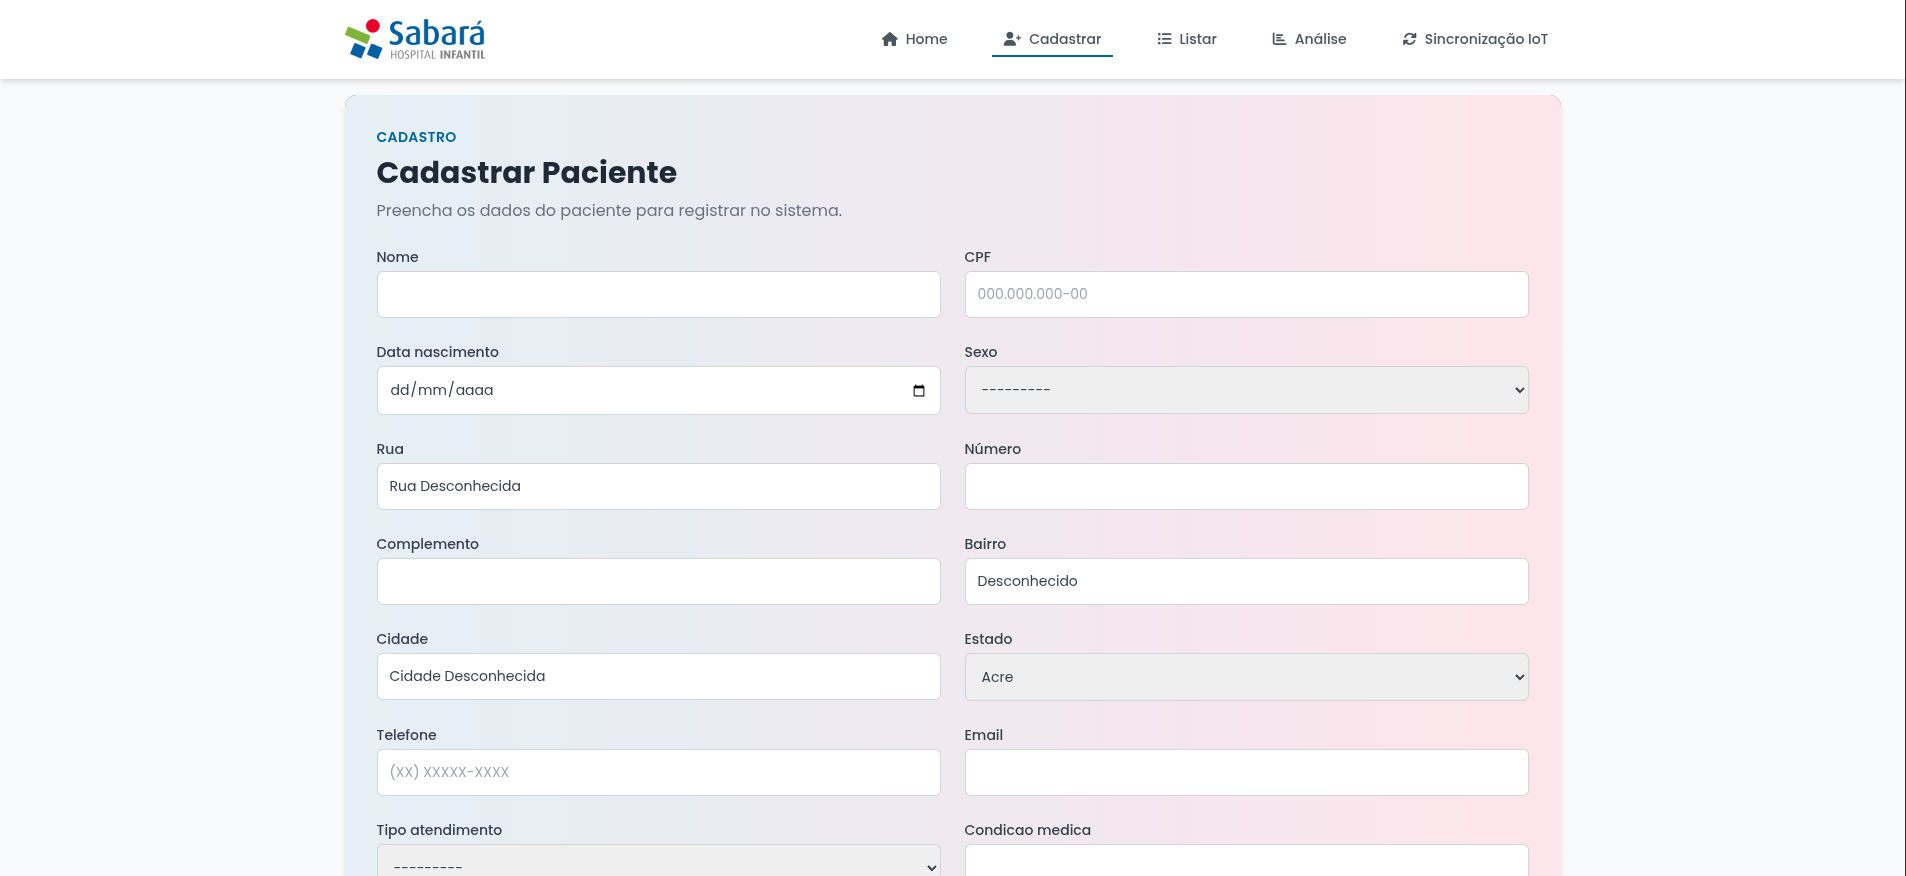 Sabará
HOSPITAL INFANTIL
Home
Cadastrar
Listar
Análise
Sincronização IoT
CADASTRO
Cadastrar Paciente
Preencha os dados do paciente para registrar no sistema.
Nome
CPF
000.000.000-00
Data nascimento
Sexo
dd/mm/aaaa
---------
Rua
Número
Rua Desconhecida
Complemento
Bairro
Desconhecido
Cidade
Estado
Cidade Desconhecida
Acre
Telefone
Email
(XX) XXXXX-XXXX
Tipo atendimento
Condicao medica
---------